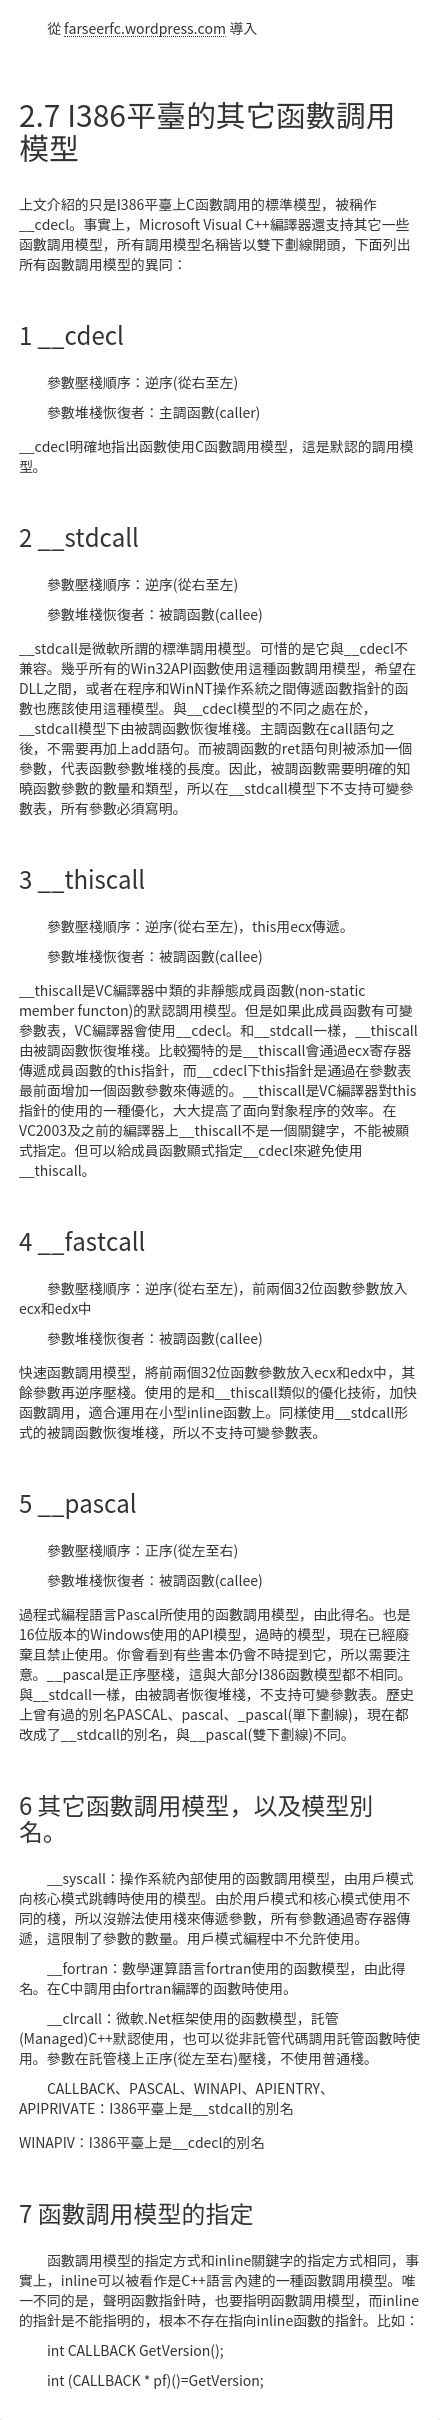 從 farseerfc.wordpress.com 導入
2.7 I386平臺的其它函數調用
模型
上文介紹的只是I386平臺上C函數調用的標準模型，被稱作
__cdecl。事實上，Microsoft Visual C++編譯器還支持其它一些
函數調用模型，所有調用模型名稱皆以雙下劃線開頭，下面列出
所有函數調用模型的異同：
1 __cdecl
參數壓棧順序：逆序(從右至左)
參數堆棧恢復者：主調函數(caller)
__cdecl明確地指出函數使用C函數調用模型，這是默認的調用模
型。
2 __stdcall
參數壓棧順序：逆序(從右至左)
參數堆棧恢復者：被調函數(callee)
__stdcall是微軟所謂的標準調用模型。可惜的是它與__cdecl不
兼容。幾乎所有的Win32API函數使用這種函數調用模型，希望在
DLL之間，或者在程序和WinNT操作系統之間傳遞函數指針的函
數也應該使用這種模型。與__cdecl模型的不同之處在於，
__stdcall模型下由被調函數恢復堆棧。主調函數在call語句之
後，不需要再加上add語句。而被調函數的ret語句則被添加一個
參數，代表函數參數堆棧的長度。因此，被調函數需要明確的知
曉函數參數的數量和類型，所以在__stdcall模型下不支持可變參
數表，所有參數必須寫明。
3 __thiscall
參數壓棧順序：逆序(從右至左)，this用ecx傳遞。
參數堆棧恢復者：被調函數(callee)
__thiscall是VC編譯器中類的非靜態成員函數(non-static
member functon)的默認調用模型。但是如果此成員函數有可變
參數表，VC編譯器會使用__cdecl。和__stdcall一樣，__thiscall
由被調函數恢復堆棧。比較獨特的是__thiscall會通過ecx寄存器
傳遞成員函數的this指針，而__cdecl下this指針是通過在參數表
最前面增加一個函數參數來傳遞的。__thiscall是VC編譯器對this
指針的使用的一種優化，大大提高了面向對象程序的效率。在
VC2003及之前的編譯器上__thiscall不是一個關鍵字，不能被顯
式指定。但可以給成員函數顯式指定__cdecl來避免使用
__thiscall。
4 __fastcall
參數壓棧順序：逆序(從右至左)，前兩個32位函數參數放入
ecx和edx中
參數堆棧恢復者：被調函數(callee)
快速函數調用模型，將前兩個32位函數參數放入ecx和edx中，其
餘參數再逆序壓棧。使用的是和__thiscall類似的優化技術，加快
函數調用，適合運用在小型inline函數上。同樣使用__stdcall形
式的被調函數恢復堆棧，所以不支持可變參數表。
5 __pascal
參數壓棧順序：正序(從左至右)
參數堆棧恢復者：被調函數(callee)
過程式編程語言Pascal所使用的函數調用模型，由此得名。也是
16位版本的Windows使用的API模型，過時的模型，現在已經廢
棄且禁止使用。你會看到有些書本仍會不時提到它，所以需要注
意。__pascal是正序壓棧，這與大部分I386函數模型都不相同。
與__stdcall一樣，由被調者恢復堆棧，不支持可變參數表。歷史
上曾有過的別名PASCAL、pascal、_pascal(單下劃線)，現在都
改成了__stdcall的別名，與__pascal(雙下劃線)不同。
6 其它函數調用模型，以及模型別
名。
__syscall：操作系統內部使用的函數調用模型，由用戶模式
向核心模式跳轉時使用的模型。由於用戶模式和核心模式使用不
同的棧，所以沒辦法使用棧來傳遞參數，所有參數通過寄存器傳
遞，這限制了參數的數量。用戶模式編程中不允許使用。
__fortran：數學運算語言fortran使用的函數模型，由此得
名。在C中調用由fortran編譯的函數時使用。
__clrcall：微軟.Net框架使用的函數模型，託管
(Managed)C++默認使用，也可以從非託管代碼調用託管函數時使
用。參數在託管棧上正序(從左至右)壓棧，不使用普通棧。
CALLBACK、PASCAL、WINAPI、APIENTRY、
APIPRIVATE：I386平臺上是__stdcall的別名
WINAPIV：I386平臺上是__cdecl的別名
7 函數調用模型的指定
函數調用模型的指定方式和inline關鍵字的指定方式相同，事
實上，inline可以被看作是C++語言內建的一種函數調用模型。唯
一不同的是，聲明函數指針時，也要指明函數調用模型，而inline
的指針是不能指明的，根本不存在指向inline函數的指針。比如：
int CALLBACK GetVersion();
int (CALLBACK * pf)()=GetVersion;